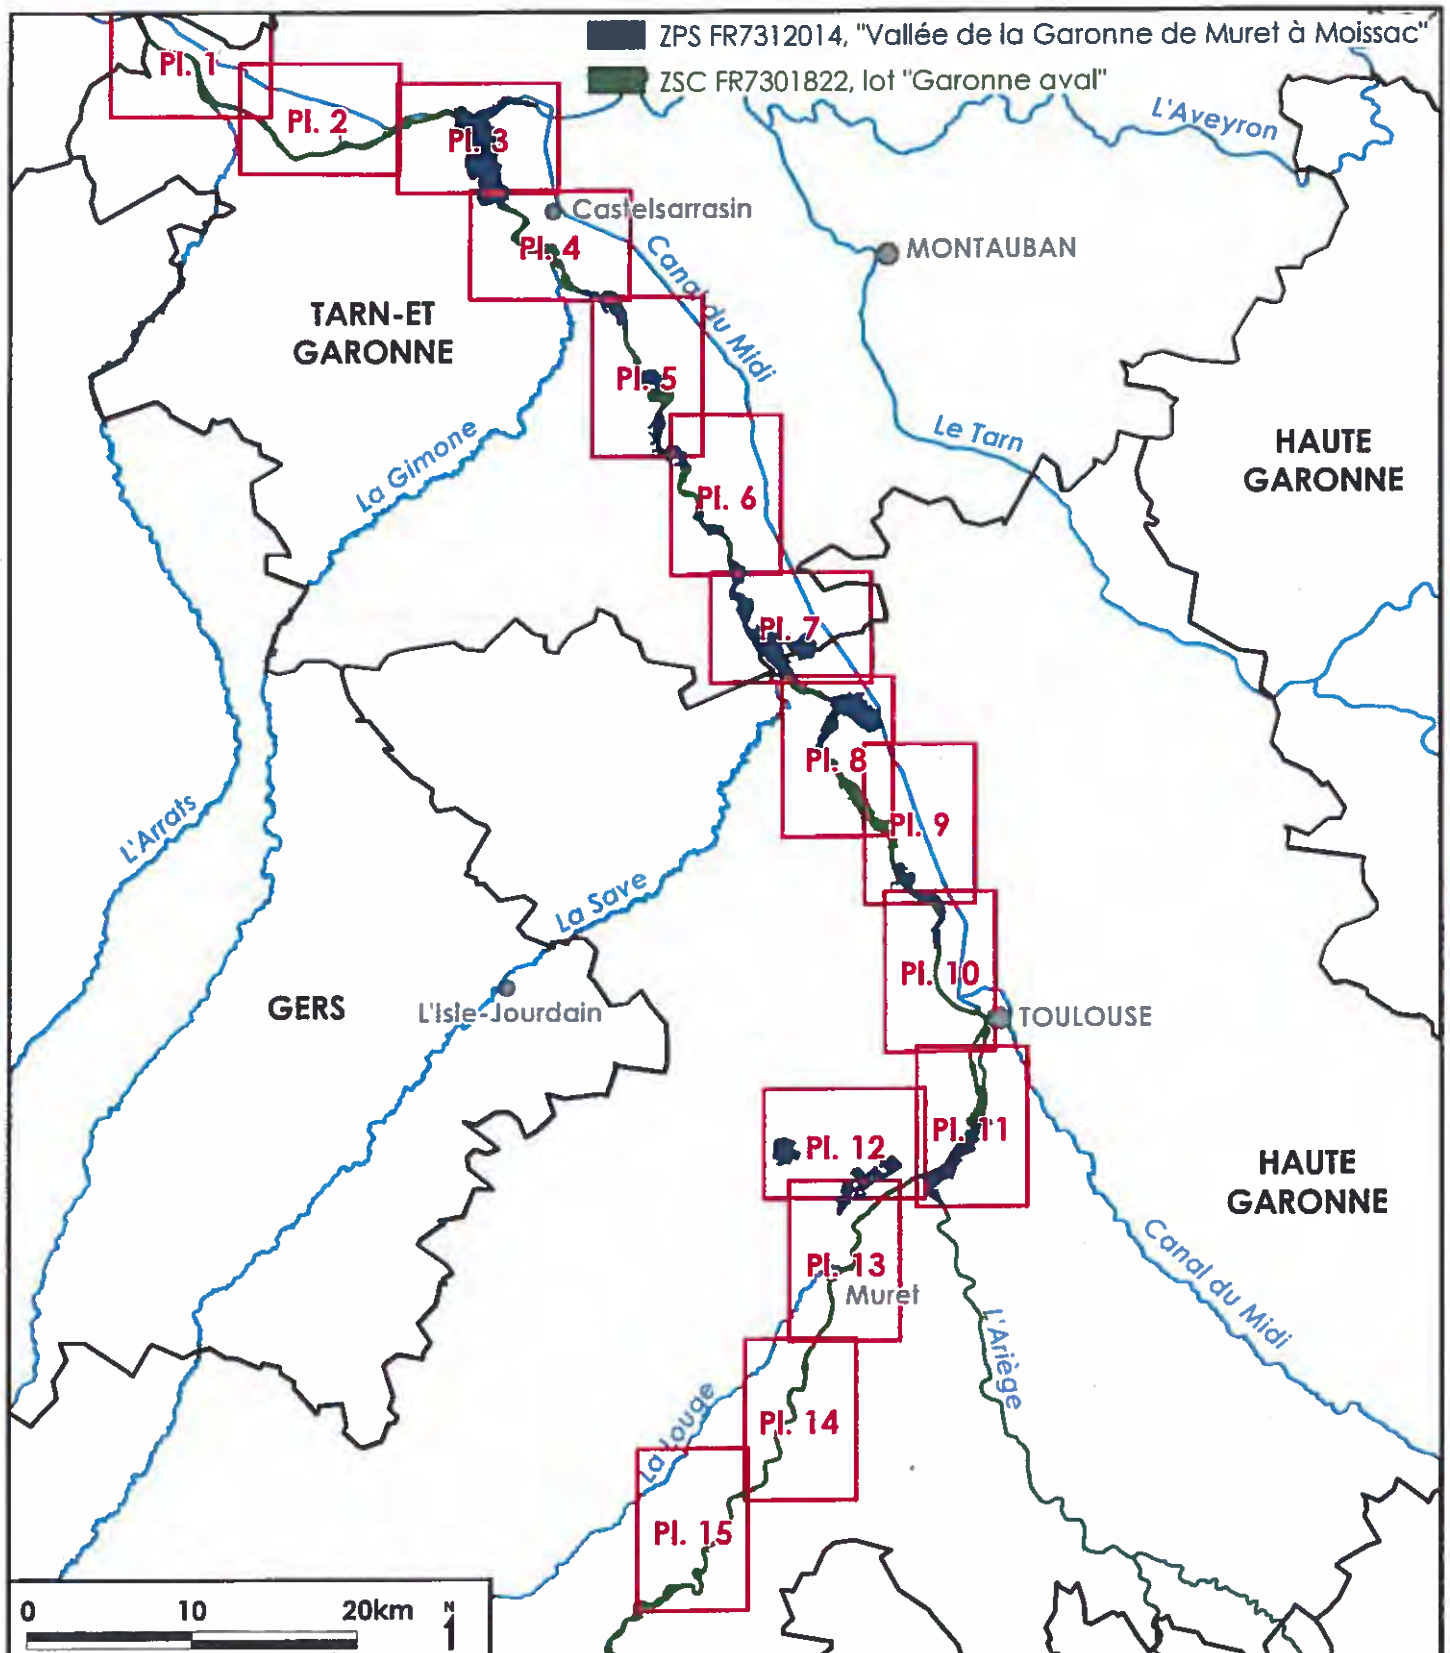 ZPS FR7312014, "Vallée de la Garonne de Muret à Moissac"
ZSC FR7301822, lot "Garonne aval"
Pl. 1
Pl. 2
Pl. 3
L'Aveyron
Castelsarrasin
Pl. 4
MONTAUBAN
Canal du Midi
TARN-ET
GARONNE
Pl. 5
La Gimone
Le Tarn
HAUTE
GARONNE
Pl. 6
Pl. 7
Pl. 8
L'Arrats
Pl. 9
La Save
Pl. 10
GERS
L'Isle-Jourdain
TOULOUSE
Pl. 11
Pl. 12
HAUTE
GARONNE
Pl. 13
Muret
Canal du Midi
L'Ariège
La Louge
Pl. 14
Pl. 15
0 10 20km
N
1